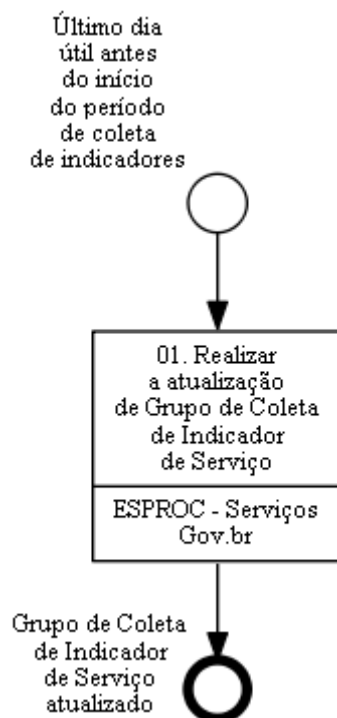 Último dia
útil antes
do início
do período
de coleta
de indicadores
01. Realizar
a atualização
de Grupo de Coleta
de Indicador
de Serviço
ESPROC - Serviços
Gov.br
Grupo de Coleta
de Indicador
de Serviço
atualizado